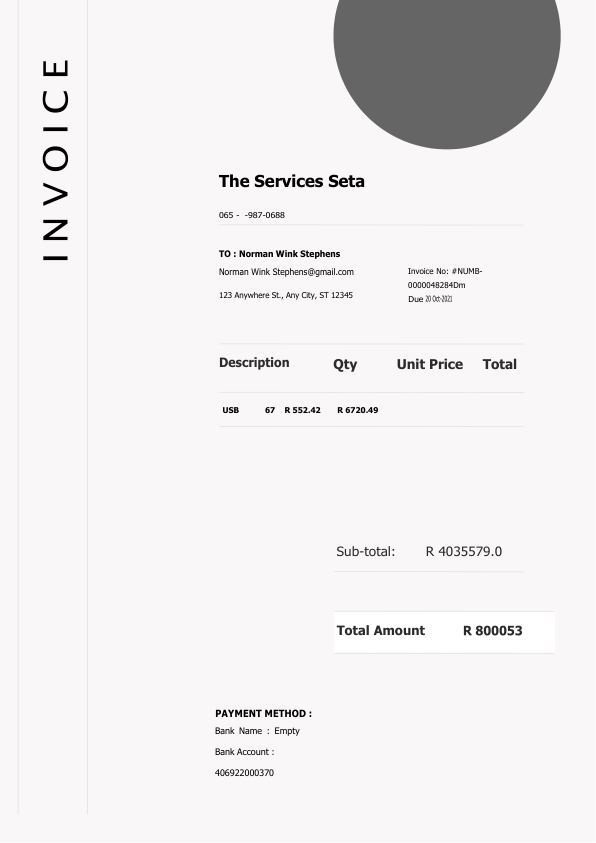 INVOICE
The Services Seta
065 - -987-0688
TO : Norman Wink Stephens
Norman Wink Stephens@gmail.com
123 Anywhere St., Any City, ST 12345
Invoice No: #NUMB-
0000048284Dm
Due 20 Oct-2021
Description Qty Unit Price Total
USB 67 R 552.42 R 6720.49
Sub-total: R 4035579.0
Total Amount R 800053
PAYMENT METHOD :
Bank Name : Empty
Bank Account :
406922000370